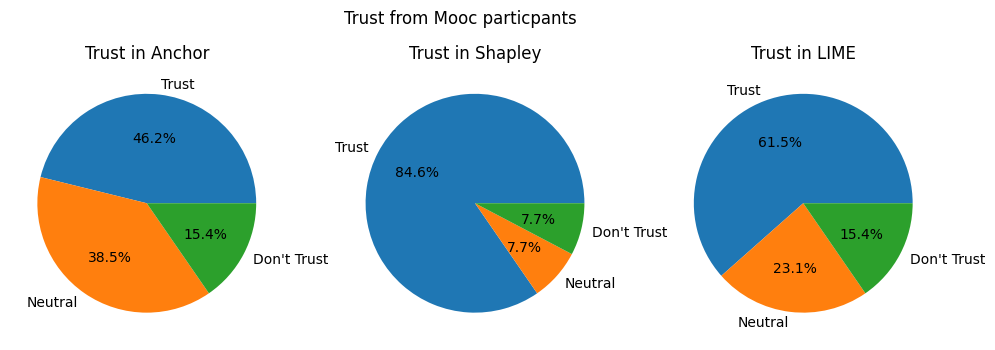 Trust from Mooc particpants
Trust in Anchor
Trust
46.2%
38.5%
15.4%
Neutral
Don't Trust
Trust in Shapley
Trust
84.6%
7.7%
7.7%
Don't Trust
Neutral
Trust in LIME
Trust
61.5%
23.1%
15.4%
Don't Trust
Neutral